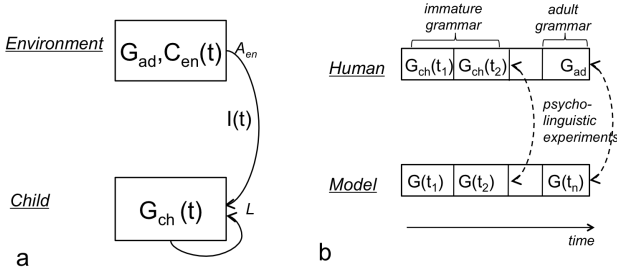 Environment
G_ad,C_en(t)
A_en
I(t)
Child
G_ch (t)
L
a
immature
grammar
adult
grammar
Human
G_ch(t_1)
G_ch(t_2)
G_ad
psycho-
linguistic
experiments
Model
G(t_1)
G(t_2)
G(t_n)
time
b